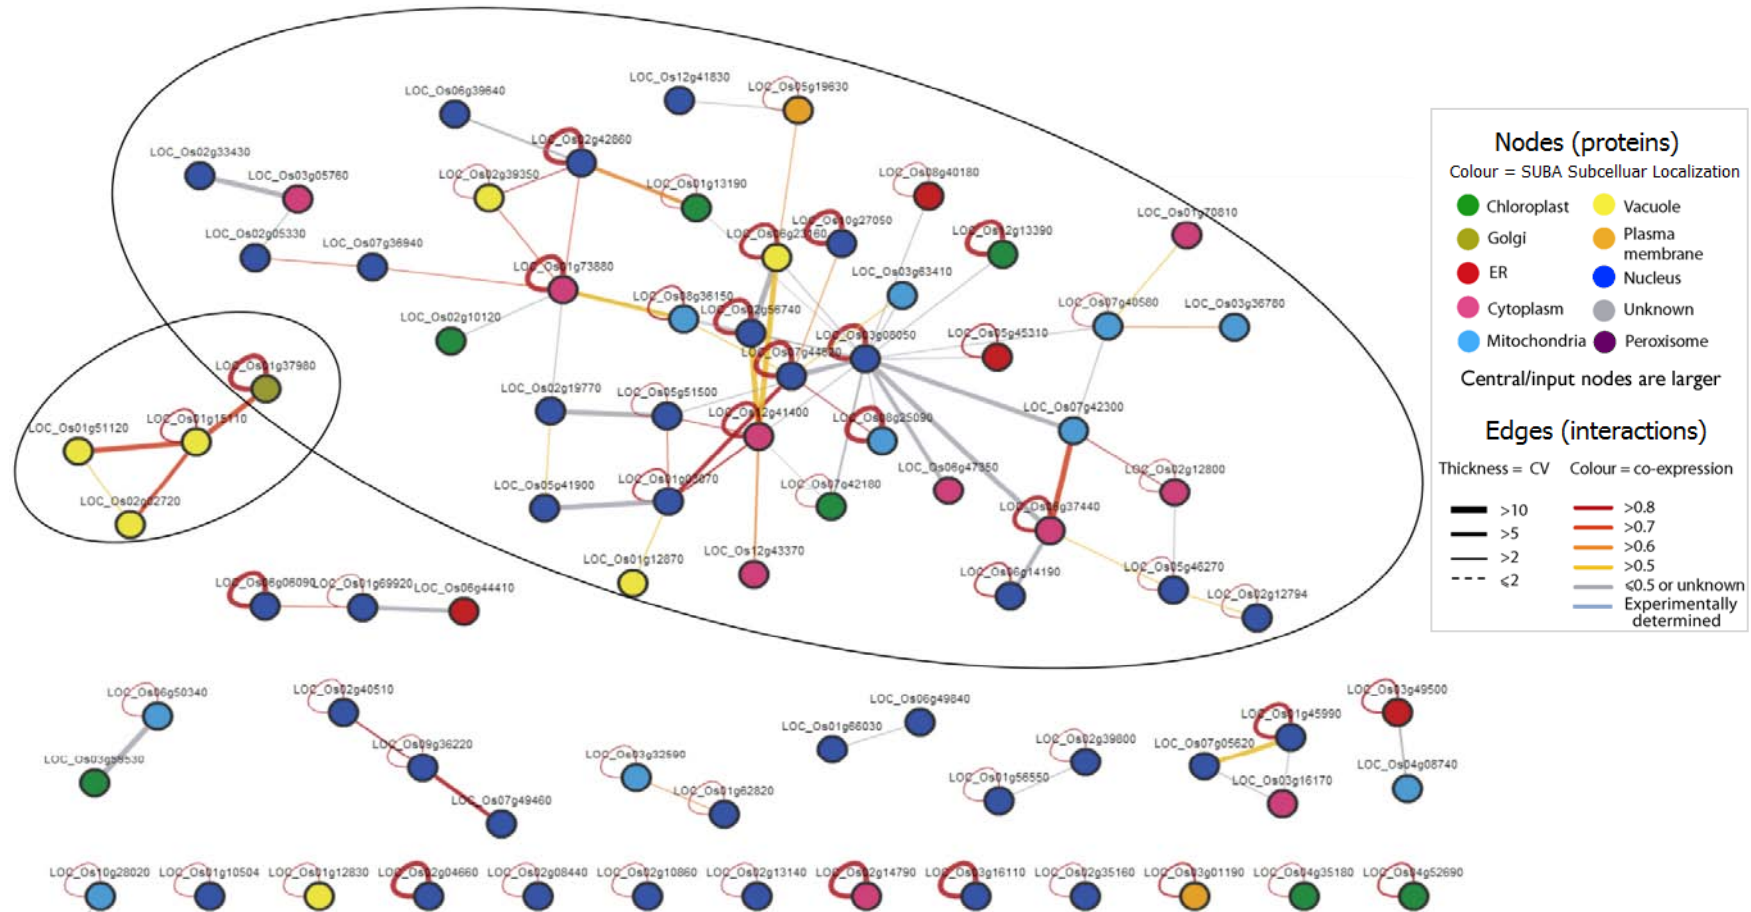 LOC_Os12g41830
LOC_Os05g19630
LOC_Os06g39640
LOC_Os02g42860
LOC_Os02g33430
LOC_Os03g05760
LOC_Os02g39350
LOC_Os01g13190
LOC_Os08g40180
LOC_Os01g70810
LOC_Os02g05330
LOC_Os07g36940
LOC_Os06g23160
LOC_Os10g27050
LOC_Os12g13390
LOC_Os01g73880
LOC_Os03g63410
LOC_Os08g36150
LOC_Os02g56740
LOC_Os07g40580
LOC_Os03g36780
LOC_Os02g10120
LOC_Os03g08050
LOC_Os05g45310
LOC_Os01g37980
LOC_Os02g19770
LOC_Os05g51500
LOC_Os12g41400
LOC_Os08g25090
LOC_Os07g42300
LOC_Os01g51120
LOC_Os01g15110
LOC_Os06g47350
LOC_Os02g12800
LOC_Os02g02720
LOC_Os05g41900
LOC_Os07g42180
LOC_Os06g37440
LOC_Os01g12870
LOC_Os12g43370
LOC_Os06g14190
LOC_Os05g46270
LOC_Os02g12794
LOC_Os06g06090
LOC_Os01g69920
LOC_Os06g44410
LOC_Os06g50340
LOC_Os02g40510
LOC_Os06g49840
LOC_Os03g49500
LOC_Os01g66030
LOC_Os01g45990
LOC_Os09g36220
LOC_Os03g32590
LOC_Os02g39800
LOC_Os07g05620
LOC_Os01g56550
LOC_Os03g16170
LOC_Os04g08740
LOC_Os07g49460
LOC_Os01g62820
LOC_Os10g28020
LOC_Os01g10504
LOC_Os01g12830
LOC_Os02g04660
LOC_Os02g08440
LOC_Os02g10860
LOC_Os02g13140
LOC_Os02g14790
LOC_Os03g16110
LOC_Os02g35160
LOC_Os03g01190
LOC_Os04g35180
LOC_Os04g52690
Nodes (proteins)
Colour = SUBA Subcelluar Localization
Chloroplast
Vacuole
Golgi
Plasma
membrane
ER
Nucleus
Cytoplasm
Unknown
Mitochondria
Peroxisome
Central/input nodes are larger
Edges (interactions)
Thickness = CV
Colour = co-expression
>10
>0.8
>5
>0.7
>2
>0.6
⩽2
>0.5
⩽0.5 or unknown
Experimentally
determined